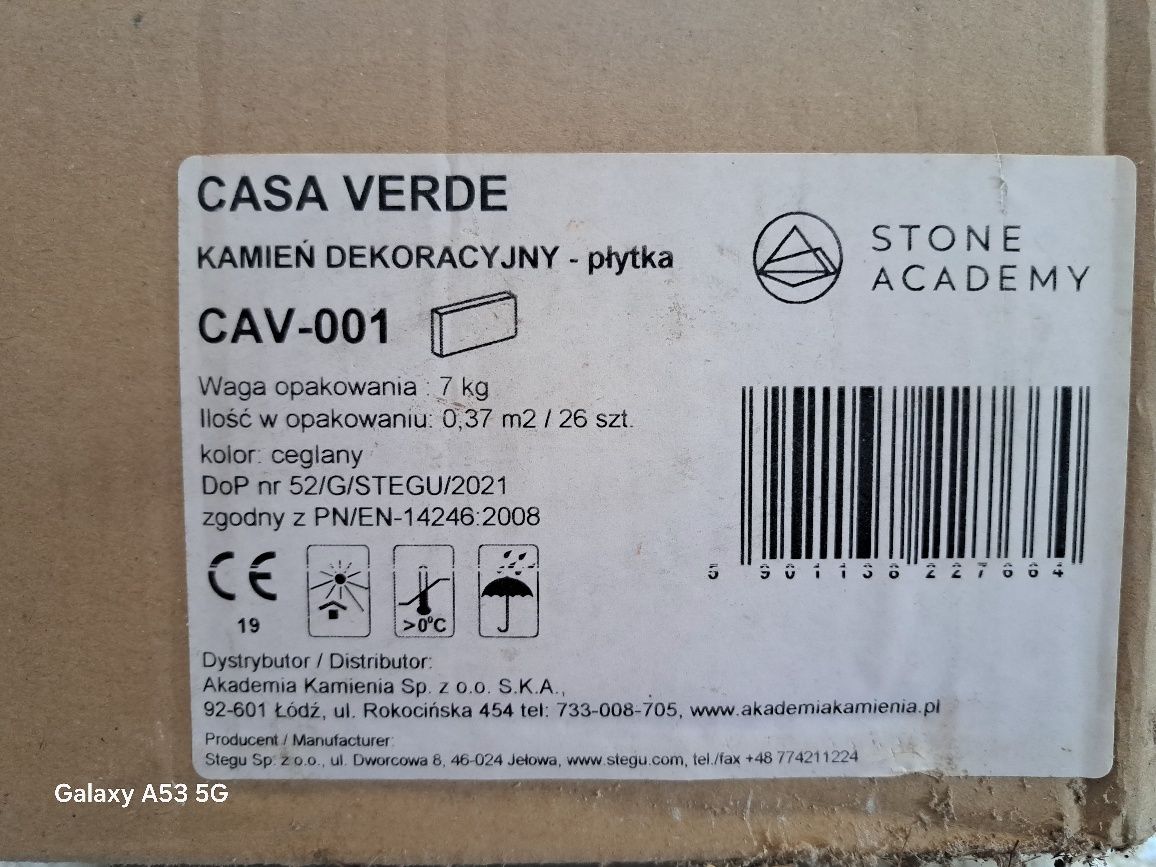 CASA VERDE
KAMIEŃ DEKORACYJNY - płytka
CAV-001
STONE
ACADEMY
Waga opakowania : 7 kg
Ilość w opakowaniu: 0,37 m2 / 26 szt.
kolor: ceglany
DoP nr 52/G/STEGU/2021
zgodny z PN/EN-14246:2008
5 901138 227664
CE
19
>0°C
Dystrybutor / Distributor:
Akademia Kamienia Sp. z o.o. S.K.A.,
92-601 Łódź, ul. Rokocińska 454 tel: 733-008-705, www.akademiakamienia.pl
Producent / Manufacturer:
Stegu Sp. z o.o., ul. Dworcowa 8, 46-024 Jełowa, www.stegu.com, tel./fax +48 774211224
Galaxy A53 5G